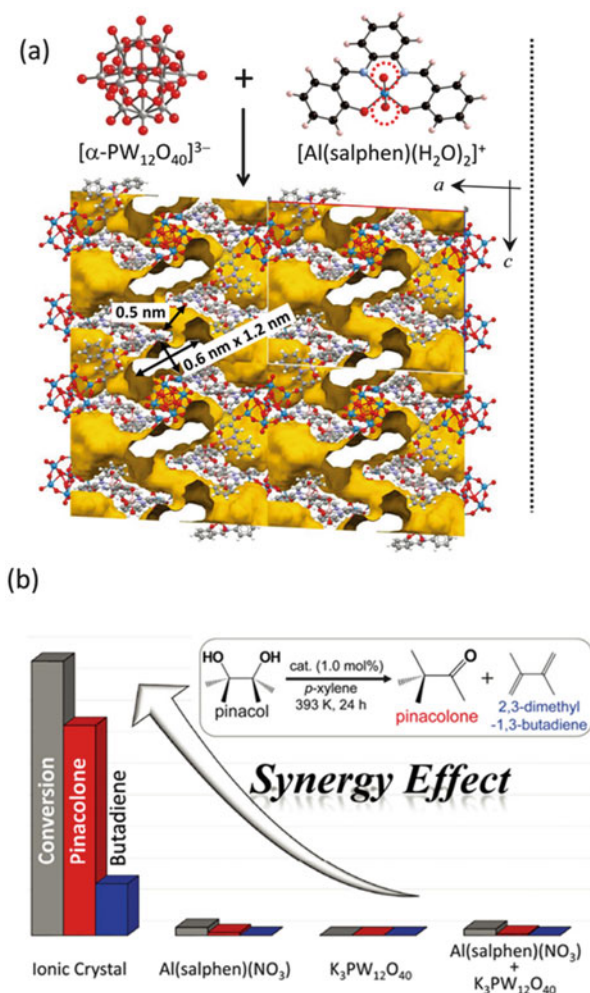 (a)
+
[α-PW₁₂O₄₀]³⁻
[Al(salphen)(H₂O)₂]⁺
a
c
0.5 nm
0.6 nm x 1.2 nm
(b)
HO OH
pinacol
cat. (1.0 mol%)
p-xylene
393 K, 24 h
O
pinacolone
+
2,3-dimethyl
-1,3-butadiene
Synergy Effect
Conversion
Pinacolone
Butadiene
Ionic Crystal
Al(salphen)(NO₃)
K₃PW₁₂O₄₀
Al(salphen)(NO₃)
+
K₃PW₁₂O₄₀